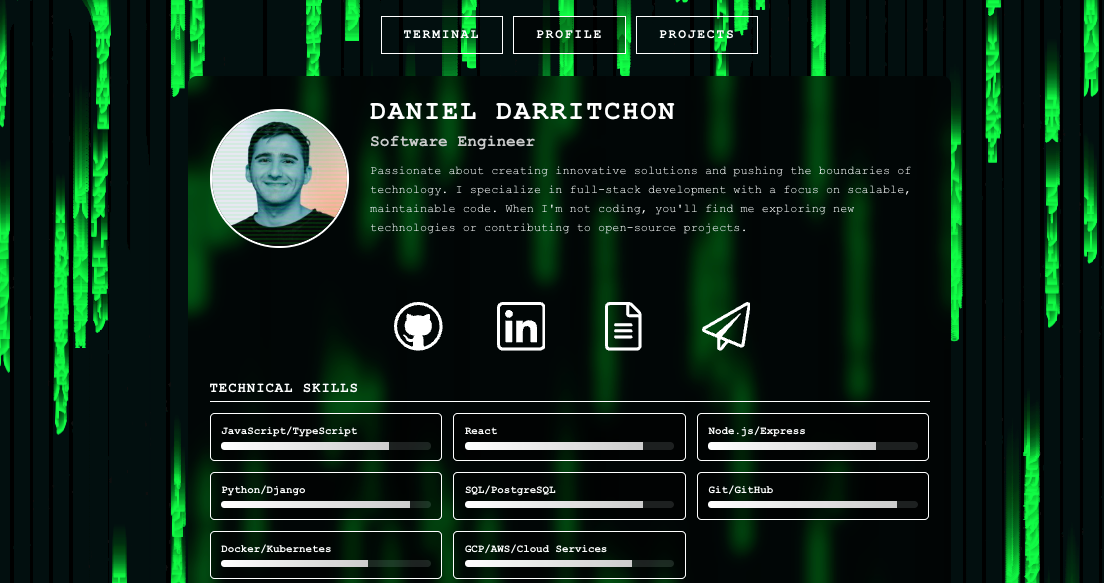 TERMINAL PROFILE PROJECTS
DANIEL DARRITCHON
Software Engineer
Passionate about creating innovative solutions and pushing the boundaries of
technology. I specialize in full-stack development with a focus on scalable,
maintainable code. When I'm not coding, you'll find me exploring new
technologies or contributing to open-source projects.
in
TECHNICAL SKILLS
JavaScript/TypeScript React Node.js/Express
Python/Django SQL/PostgreSQL Git/GitHub
Docker/Kubernetes GCP/AWS/Cloud Services